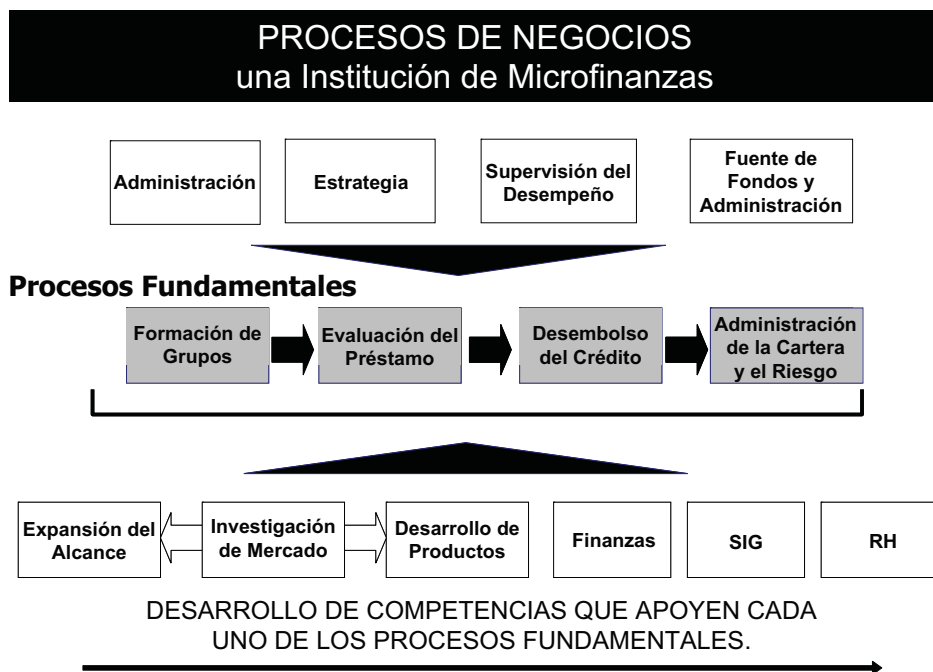 PROCESOS DE NEGOCIOS
una Institución de Microfinanzas
Administración
Estrategia
Supervisión del
Desempeño
Fuente de
Fondos y
Administración
Procesos Fundamentales
Formación de
Grupos
Evaluación del
Préstamo
Desembolso
del Crédito
Administración
de la Cartera
y el Riesgo
Expansión del
Alcance
Investigación
de Mercado
Desarrollo de
Productos
Finanzas
SIG
RH
DESARROLLO DE COMPETENCIAS QUE APOYEN CADA
UNO DE LOS PROCESOS FUNDAMENTALES.